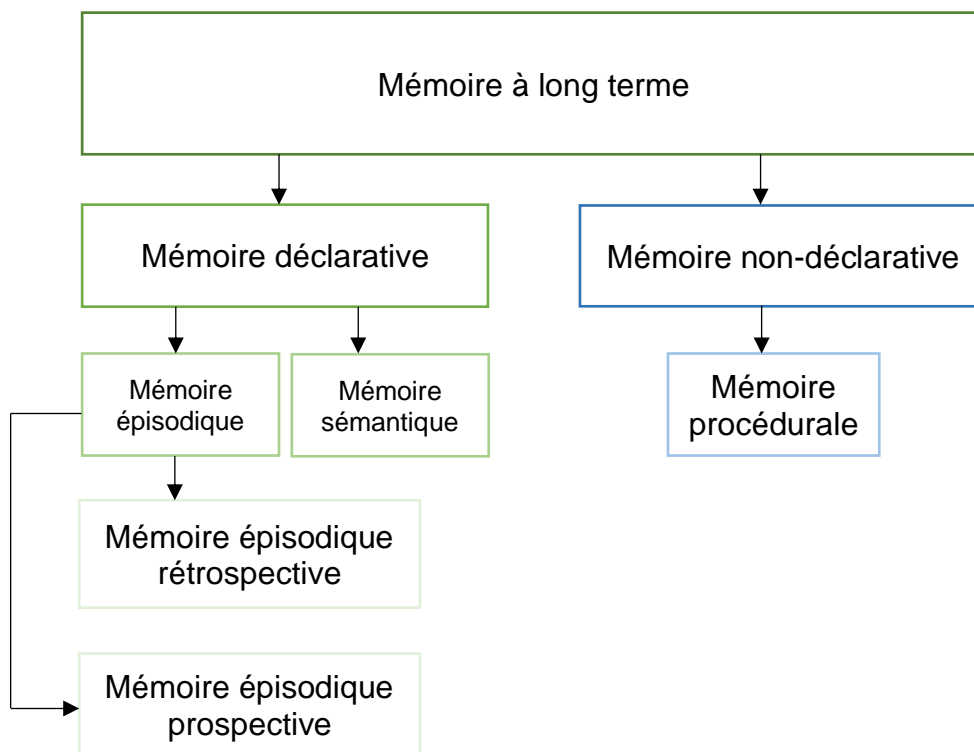 Mémoire à long terme
Mémoire déclarative
Mémoire non-déclarative
Mémoire
épisodique
Mémoire
sémantique
Mémoire
procédurale
Mémoire épisodique
rétrospective
Mémoire épisodique
prospective